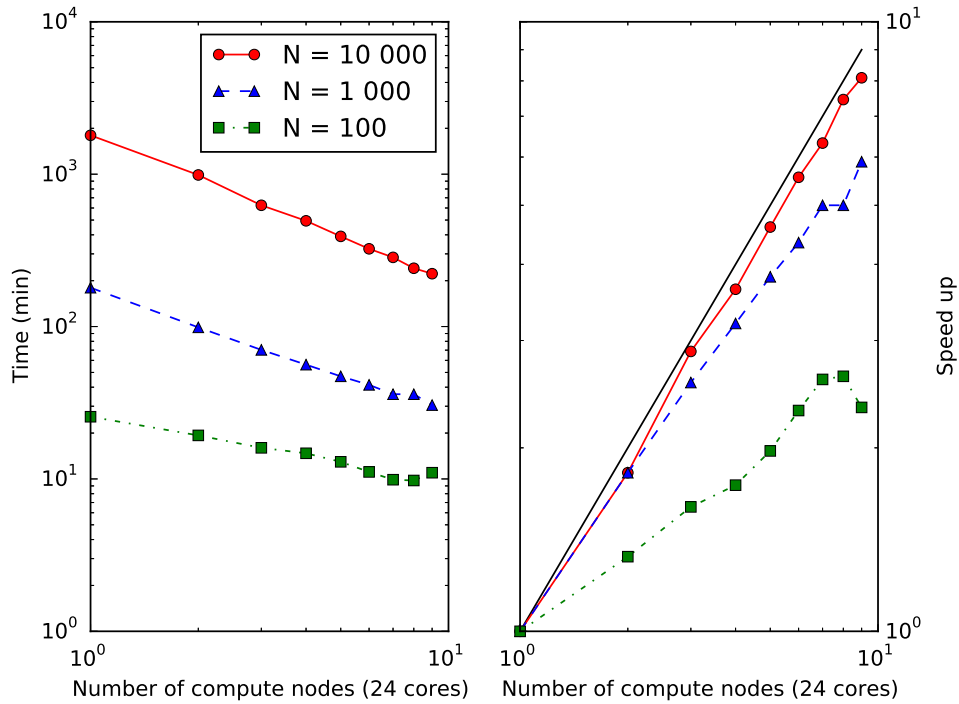 10⁴
10³
10²
10¹
10⁰
Time (min)
N = 10 000
N = 1 000
N = 100
10⁰
10¹
Number of compute nodes (24 cores)
10¹
10⁰
Speed up
10⁰
10¹
Number of compute nodes (24 cores)